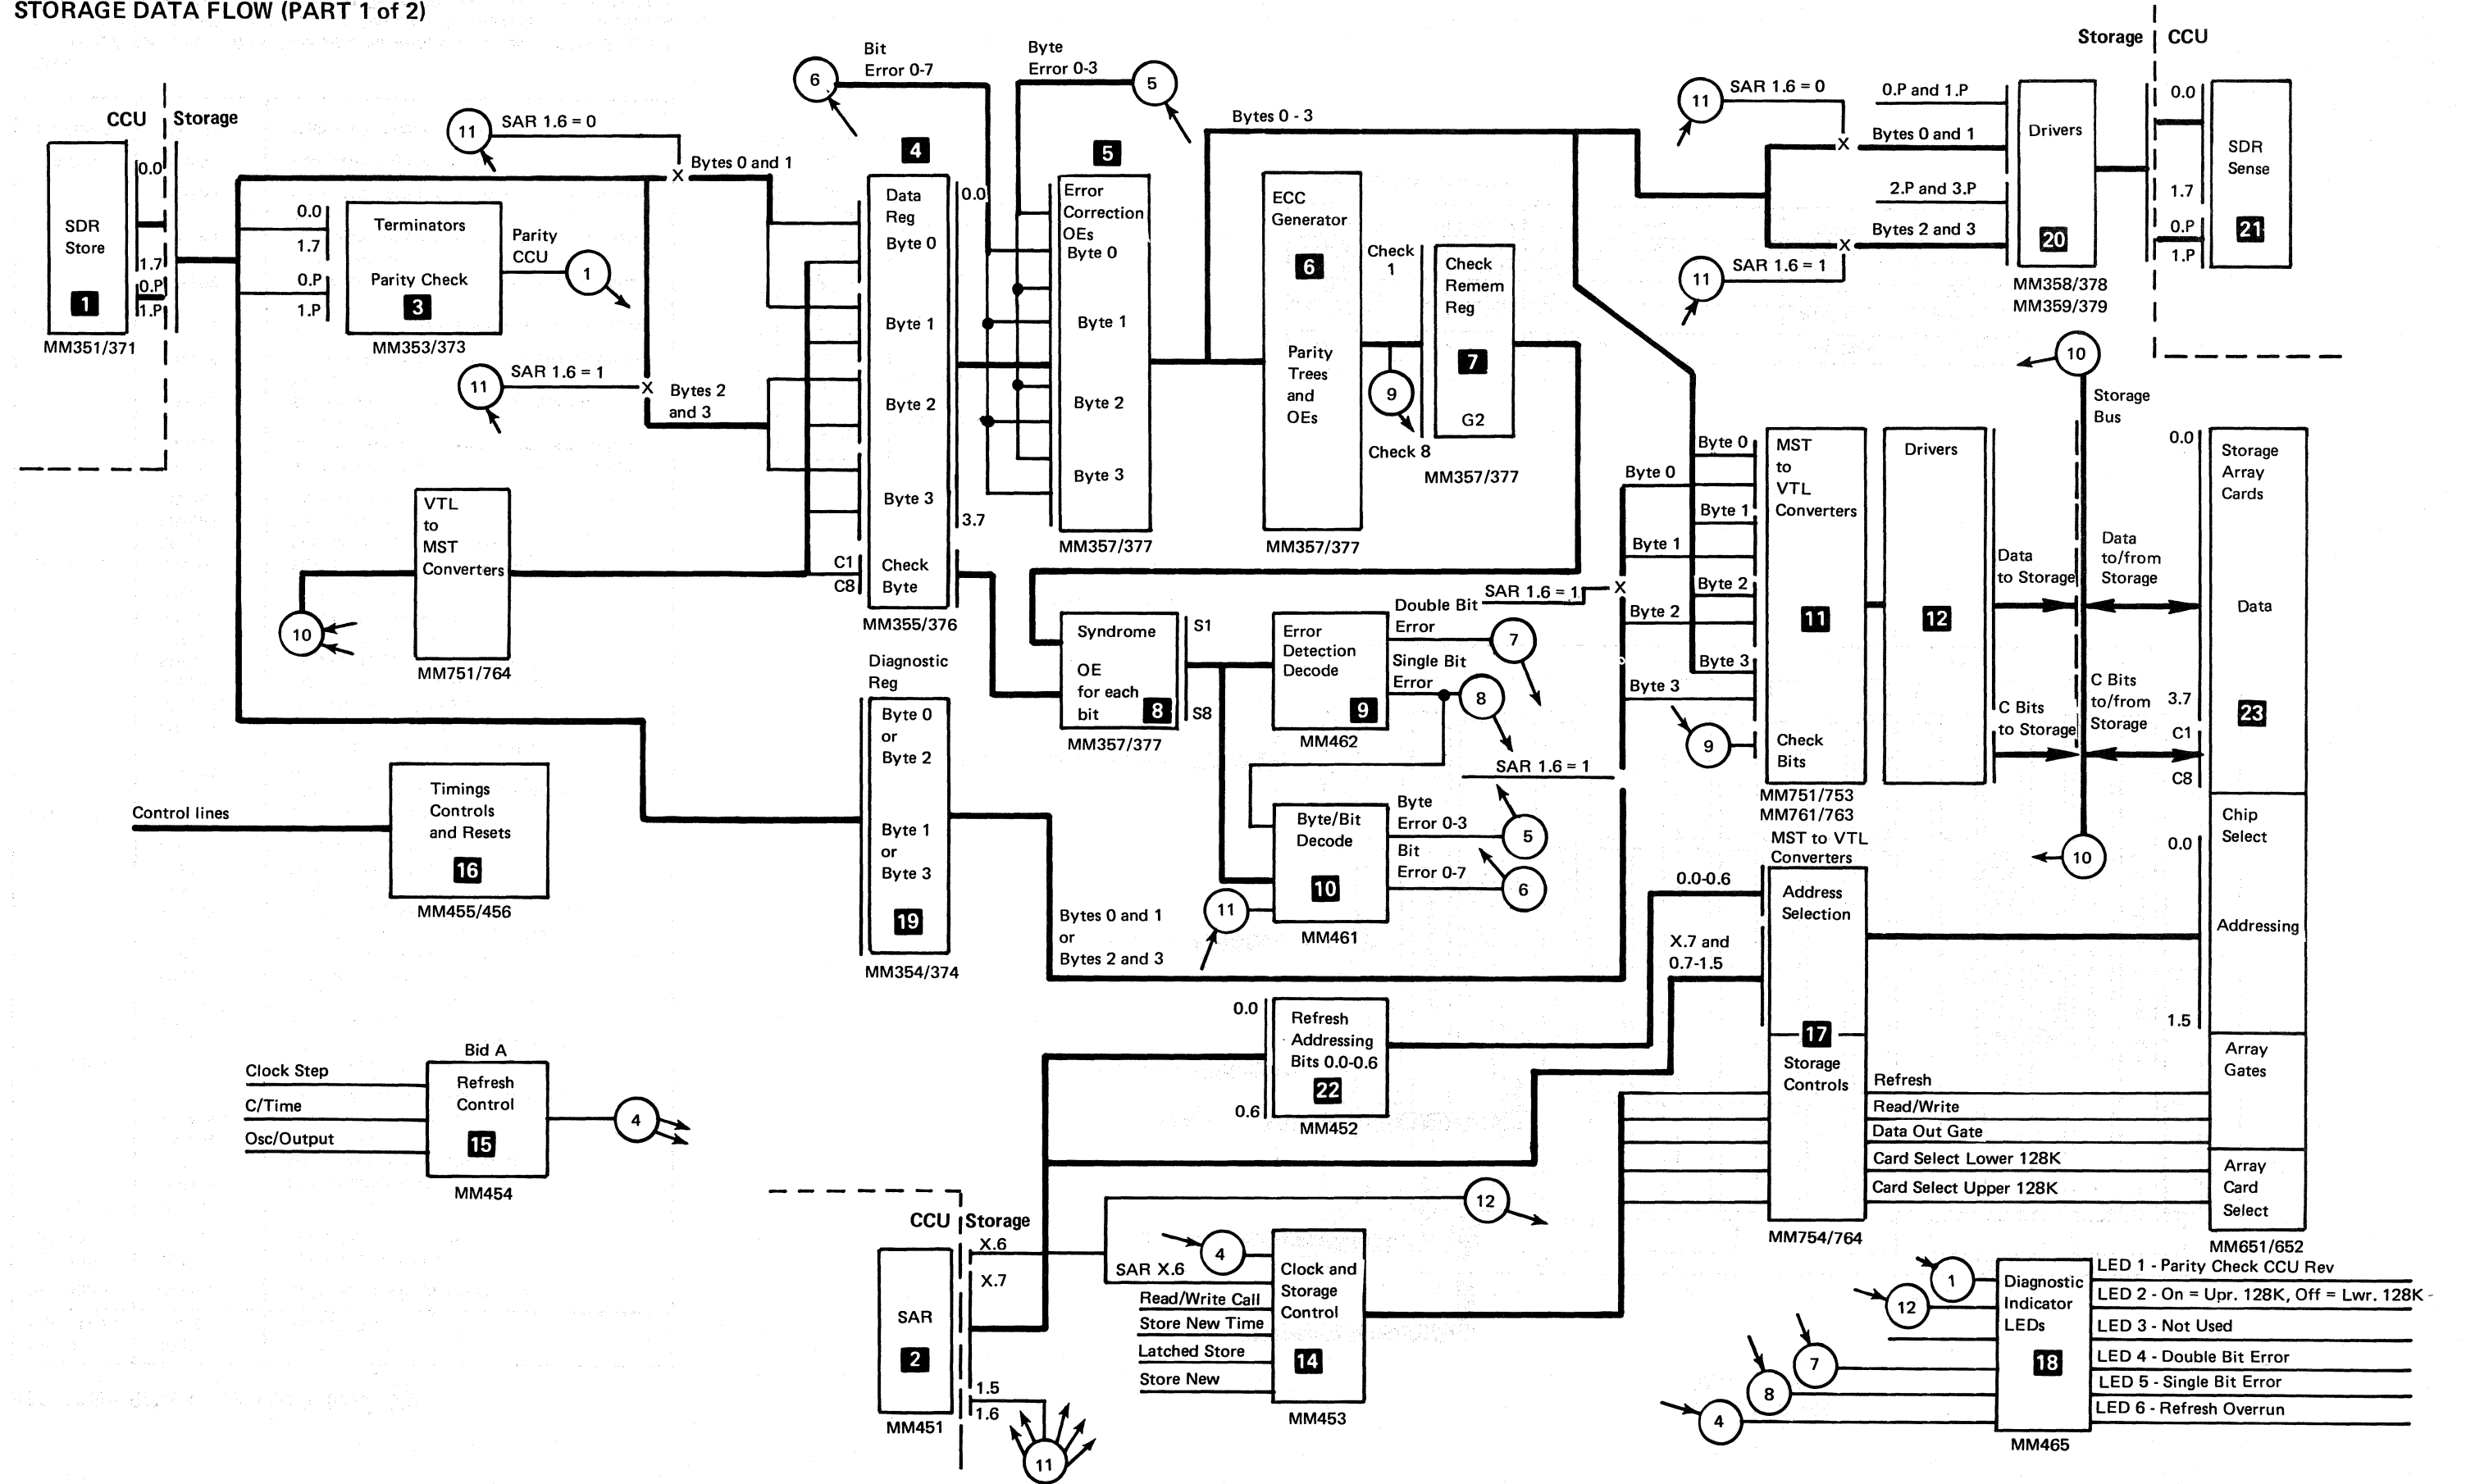 STORAGE DATA FLOW (PART 1 of 2)
CCU
Storage
SDR
Store
1
MM351/371
0.0
1.7
0.P
1.P
0.0
1.7
0.P
1.P
Terminators
Parity Check
3
MM353/373
Parity
CCU
1
11
SAR 1.6 = 0
X
Bytes 0 and 1
11
SAR 1.6 = 1
X
Bytes 2
and 3
6
Bit
Error 0-7
Byte
Error 0-3
5
4
Data
Reg
Byte 0
Byte 1
Byte 2
Byte 3
C1
C8
Check
Byte
MM355/376
0.0
3.7
5
Error
Correction
OEs
Byte 0
Byte 1
Byte 2
Byte 3
MM357/377
Bytes 0 - 3
ECC
Generator
6
Parity
Trees
and
OEs
MM357/377
Check
1
9
Check 8
Check
Remem
Reg
7
G2
MM357/377
11
SAR 1.6 = 0
X
0.P and 1.P
Bytes 0 and 1
2.P and 3.P
Bytes 2 and 3
X
11
SAR 1.6 = 1
Drivers
20
MM358/378
MM359/379
Storage
CCU
0.0
1.7
0.P
1.P
SDR
Sense
21
VTL
to
MST
Converters
MM751/764
10
Syndrome
OE
for each
bit
8
MM357/377
S1
S8
Error
Detection
Decode
9
MM462
Double Bit
Error
7
Single Bit
Error
8
SAR 1.6 = 1
X
SAR 1.6 = 1
Byte/Bit
Decode
10
MM461
11
Byte
Error 0-3
5
Bit
Error 0-7
6
Byte 0
Byte 1
Byte 2
Byte 3
Byte 0
Byte 1
Byte 2
Byte 3
9
MST
to
VTL
Converters
11
Check
Bits
MM751/753
MM761/763
Drivers
12
Data
to Storage
C Bits
to Storage
10
Storage
Bus
Data
to/from
Storage
C Bits
to/from
Storage
10
0.0
3.7
C1
C8
0.0
1.5
Storage
Array
Cards
Data
23
Chip
Select
Addressing
Array
Gates
Array
Card
Select
MM651/652
Diagnostic
Reg
Byte 0
or
Byte 2
Byte 1
or
Byte 3
19
MM354/374
Bytes 0 and 1
or
Bytes 2 and 3
Control lines
Timings
Controls
and Resets
16
MM455/456
Bid A
Clock Step
C/Time
Osc/Output
Refresh
Control
15
MM454
4
0.0
0.6
Refresh
Addressing
Bits 0.0-0.6
22
MM452
0.0-0.6
X.7 and
0.7-1.5
MST to VTL
Converters
Address
Selection
17
Storage
Controls
MM754/764
Refresh
Read/Write
Data Out Gate
Card Select Lower 128K
Card Select Upper 128K
CCU
Storage
SAR
2
MM451
X.6
X.7
1.5
1.6
11
12
4
SAR X.6
Read/Write Call
Store New Time
Latched Store
Store New
Clock and
Storage
Control
14
MM453
1
12
7
8
4
Diagnostic
Indicator
LEDs
18
MM465
LED 1 - Parity Check CCU Rev
LED 2 - On = Upr. 128K, Off = Lwr. 128K
LED 3 - Not Used
LED 4 - Double Bit Error
LED 5 - Single Bit Error
LED 6 - Refresh Overrun